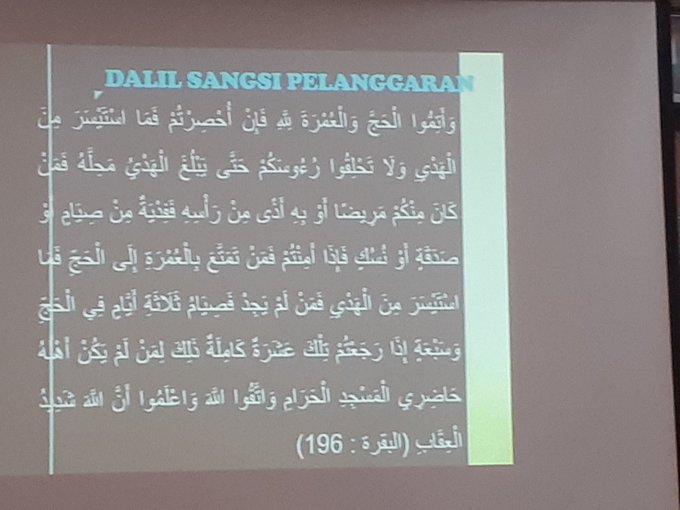 DALIL SANGSI PELANGGARAN
وَأَتِمُّوا الْحَجَّ وَالْعُمْرَةَ لِلَّهِ فَإِنْ أُحْصِرْتُمْ فَمَا اسْتَيْسَرَ مِنَ
الْهَدْيِ وَلَا تَحْلِقُوا رُءُوسَكُمْ حَتَّى يَبْلُغَ الْهَدْيُ مَحِلَّهُ فَمَنْ
كَانَ مِنْكُمْ مَرِيضًا أَوْ بِهِ أَذًى مِنْ رَأْسِهِ فَفِدْيَةٌ مِنْ صِيَامٍ أَوْ
صَدَقَةٍ أَوْ نُسُكٍ فَإِذَا أَمِنْتُمْ فَمَنْ تَمَتَّعَ بِالْعُمْرَةِ إِلَى الْحَجِّ فَمَا
اسْتَيْسَرَ مِنَ الْهَدْيِ فَمَنْ لَمْ يَجِدْ فَصِيَامُ ثَلَاثَةِ أَيَّامٍ فِي الْحَجِّ
وَسَبْعَةٍ إِذَا رَجَعْتُمْ تِلْكَ عَشَرَةٌ كَامِلَةٌ ذَلِكَ لِمَنْ لَمْ يَكُنْ أَهْلُهُ
حَاضِرِي الْمَسْجِدِ الْحَرَامِ وَاتَّقُوا اللَّهَ وَاعْلَمُوا أَنَّ اللَّهَ شَدِيدُ
الْعِقَابِ (البقرة : 196)